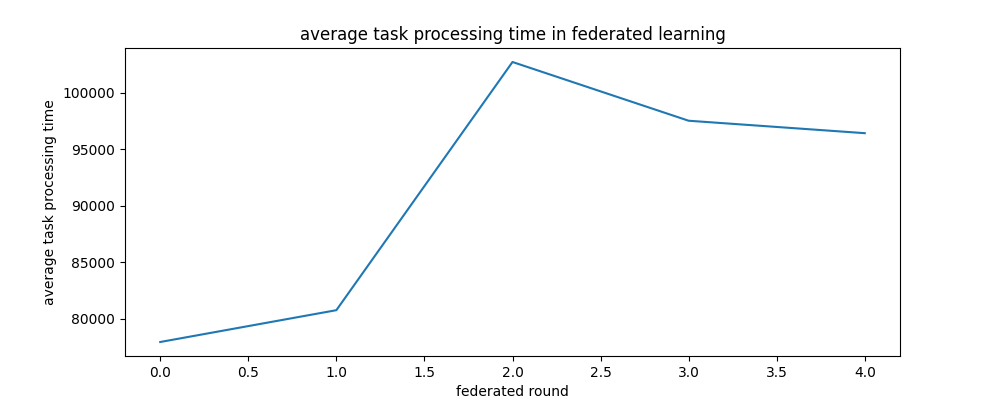 average task processing time in federated learning
100000
95000
90000
85000
80000
average task processing time
0.0 0.5 1.0 1.5 2.0 2.5 3.0 3.5 4.0
federated round